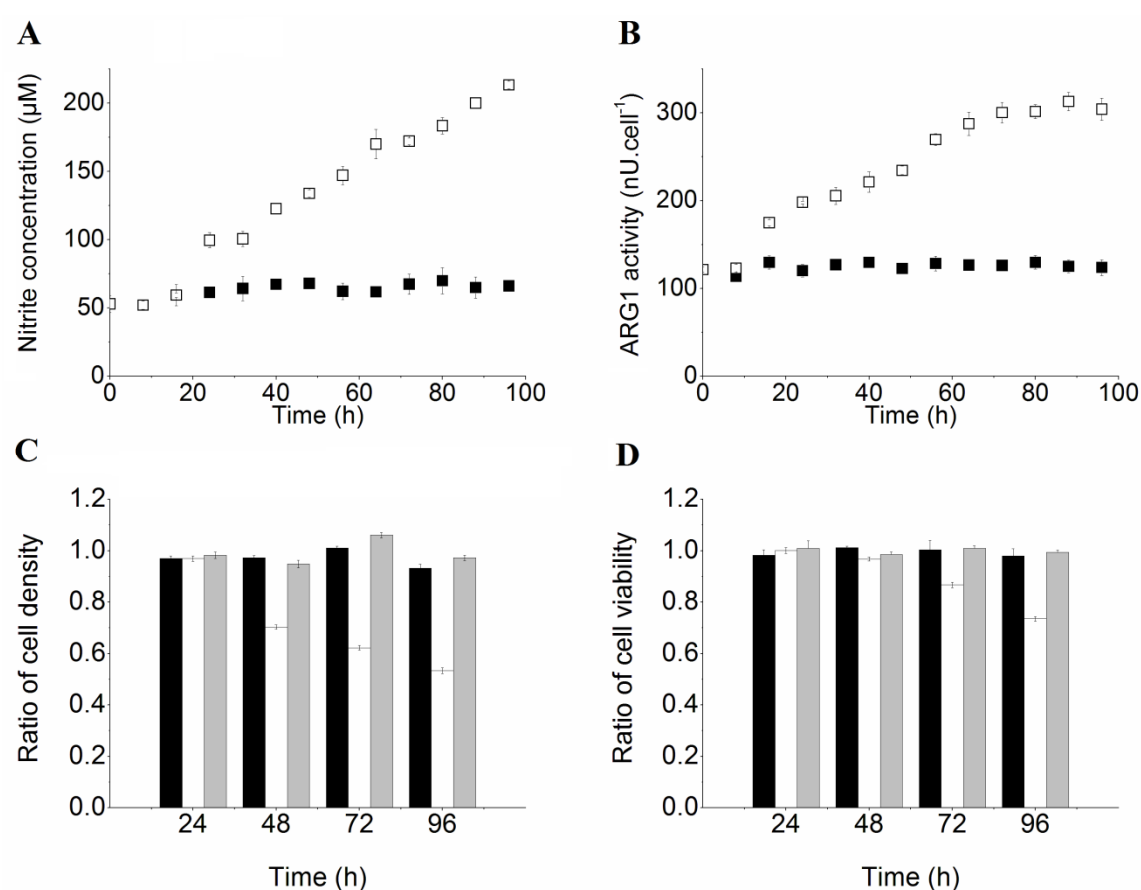 A
Nitrite concentration (µM)
200
150
100
50
0
0 20 40 60 80 100
Time (h)
B
ARG1 activity (nU.cell⁻¹)
300
200
100
0
0 20 40 60 80 100
Time (h)
C
Ratio of cell density
1.2
1.0
0.8
0.6
0.4
0.2
0.0
24 48 72 96
Time (h)
D
Ratio of cell viability
1.2
1.0
0.8
0.6
0.4
0.2
0.0
24 48 72 96
Time (h)